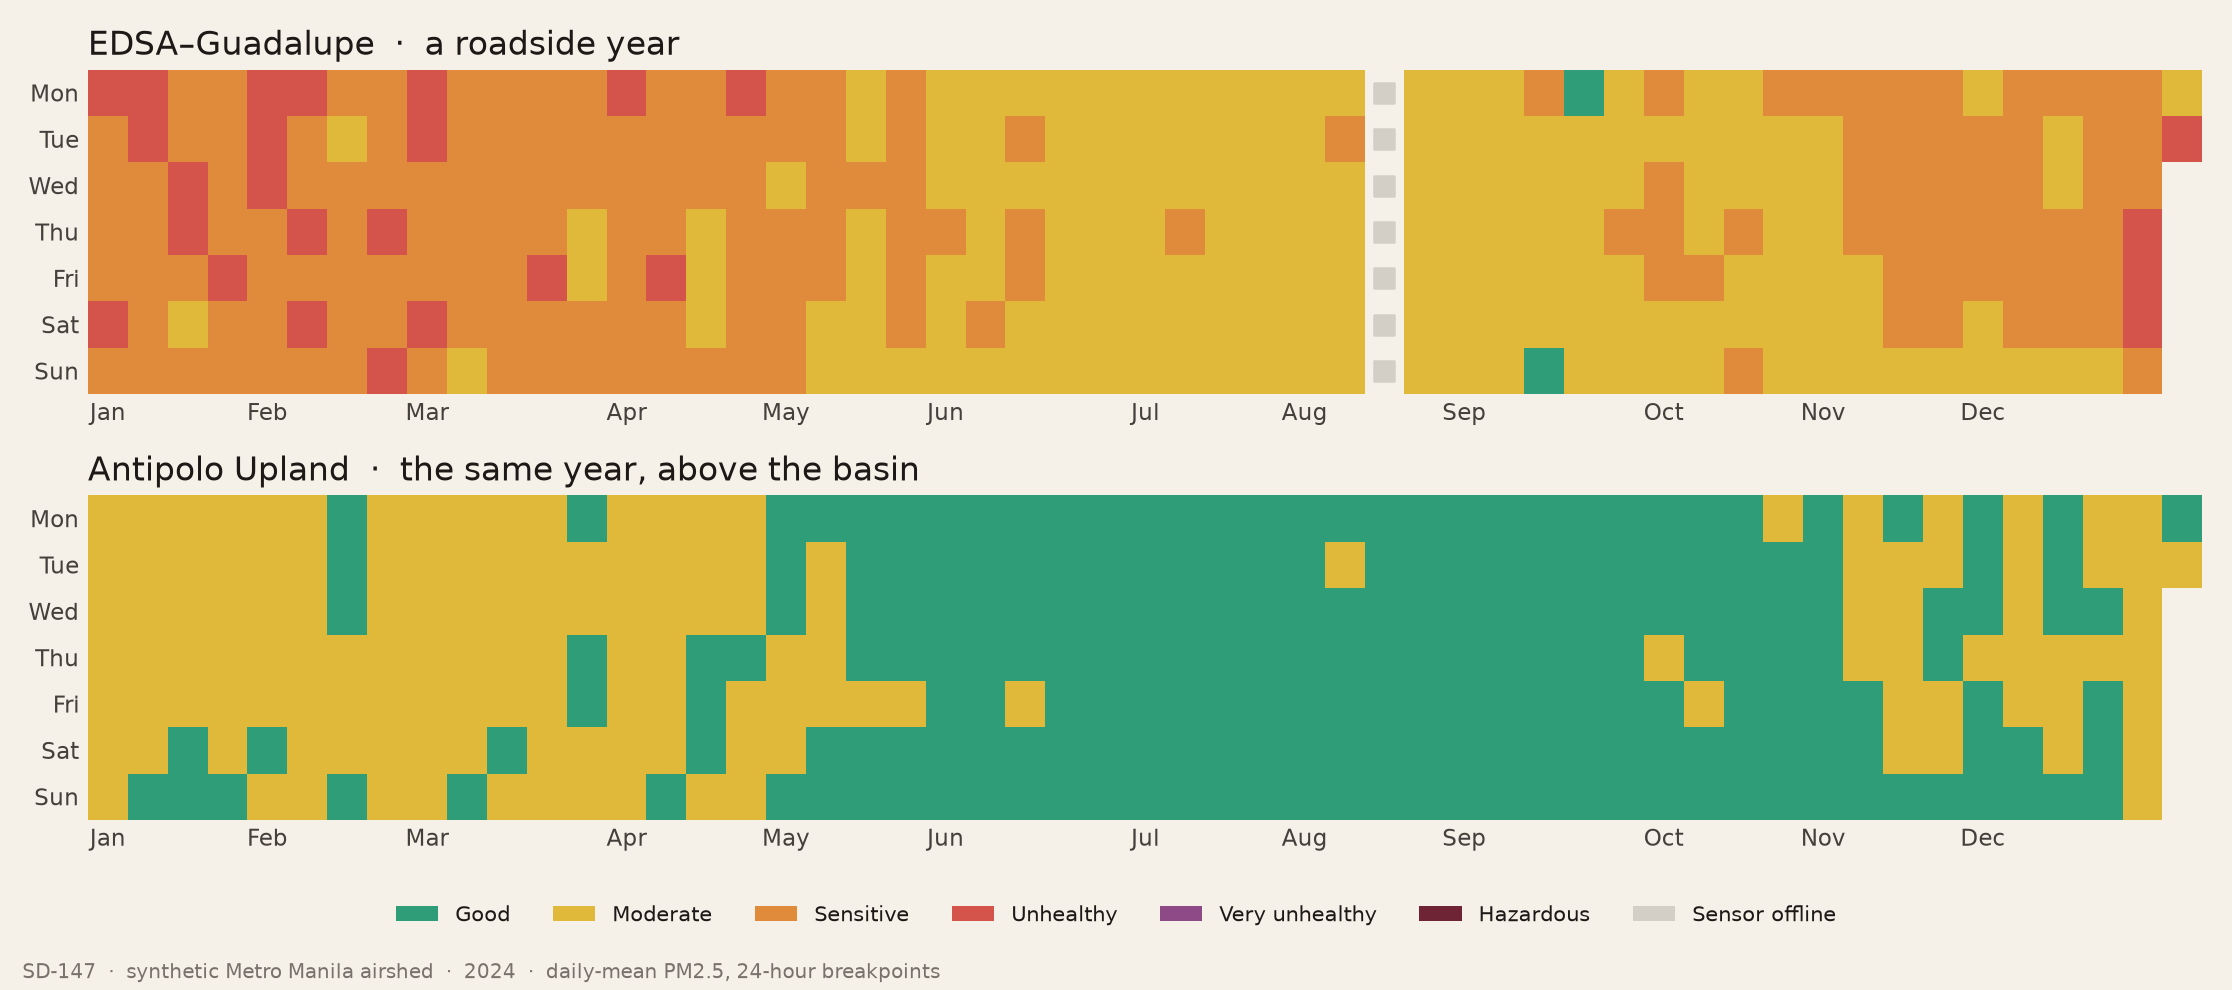 EDSA–Guadalupe · a roadside year
Mon
Tue
Wed
Thu
Fri
Sat
Sun
Jan Feb Mar Apr May Jun Jul Aug Sep Oct Nov Dec
Antipolo Upland · the same year, above the basin
Mon
Tue
Wed
Thu
Fri
Sat
Sun
Jan Feb Mar Apr May Jun Jul Aug Sep Oct Nov Dec
Good Moderate Sensitive Unhealthy Very unhealthy Hazardous Sensor offline
SD-147 · synthetic Metro Manila airshed · 2024 · daily-mean PM2.5, 24-hour breakpoints